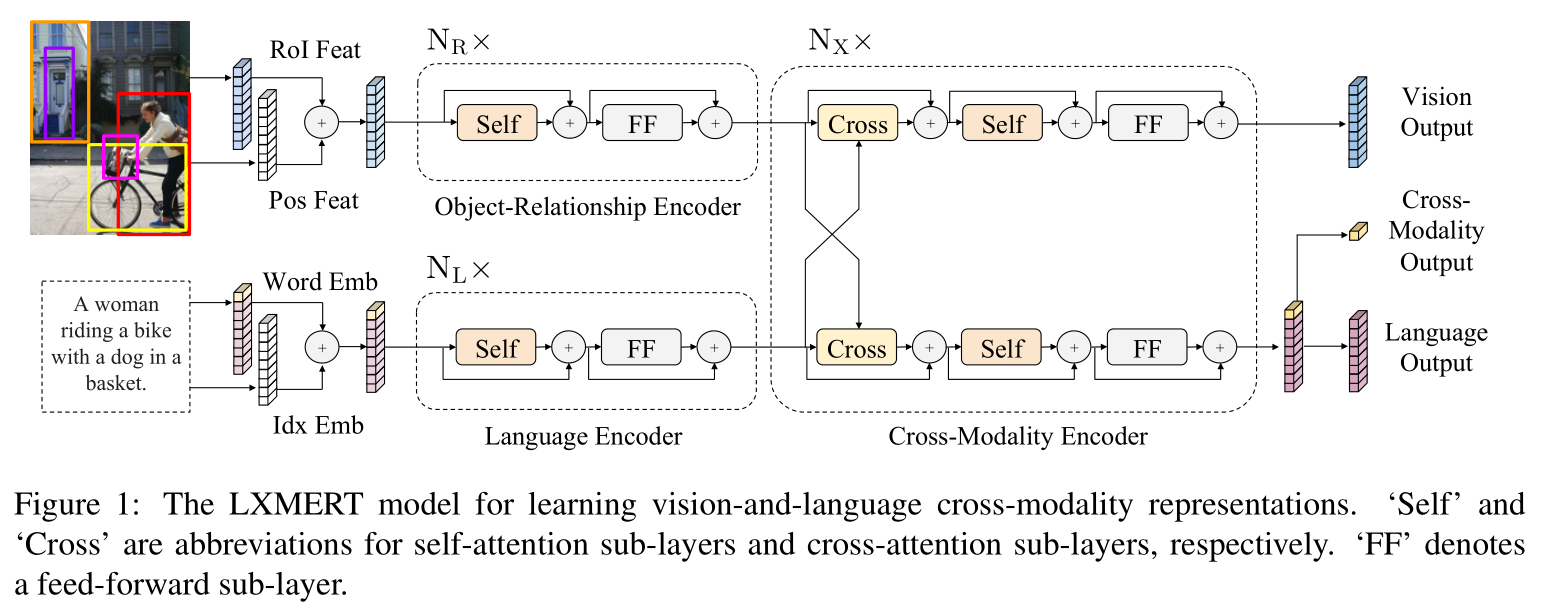 RoI Feat
Pos Feat
N_R ×
Self
+
FF
+
+
Object-Relationship Encoder
A woman
riding a bike
with a dog in a
basket.
Word Emb
Idx Emb
+
N_L ×
Self
+
FF
+
Language Encoder
N_X ×
Cross
+
Self
+
FF
+
Cross
+
Self
+
FF
+
Cross-Modality Encoder
Vision
Output
Cross-
Modality
Output
Language
Output
Figure 1: The LXMERT model for learning vision-and-language cross-modality representations. ‘Self’ and
‘Cross’ are abbreviations for self-attention sub-layers and cross-attention sub-layers, respectively. ‘FF’ denotes
a feed-forward sub-layer.